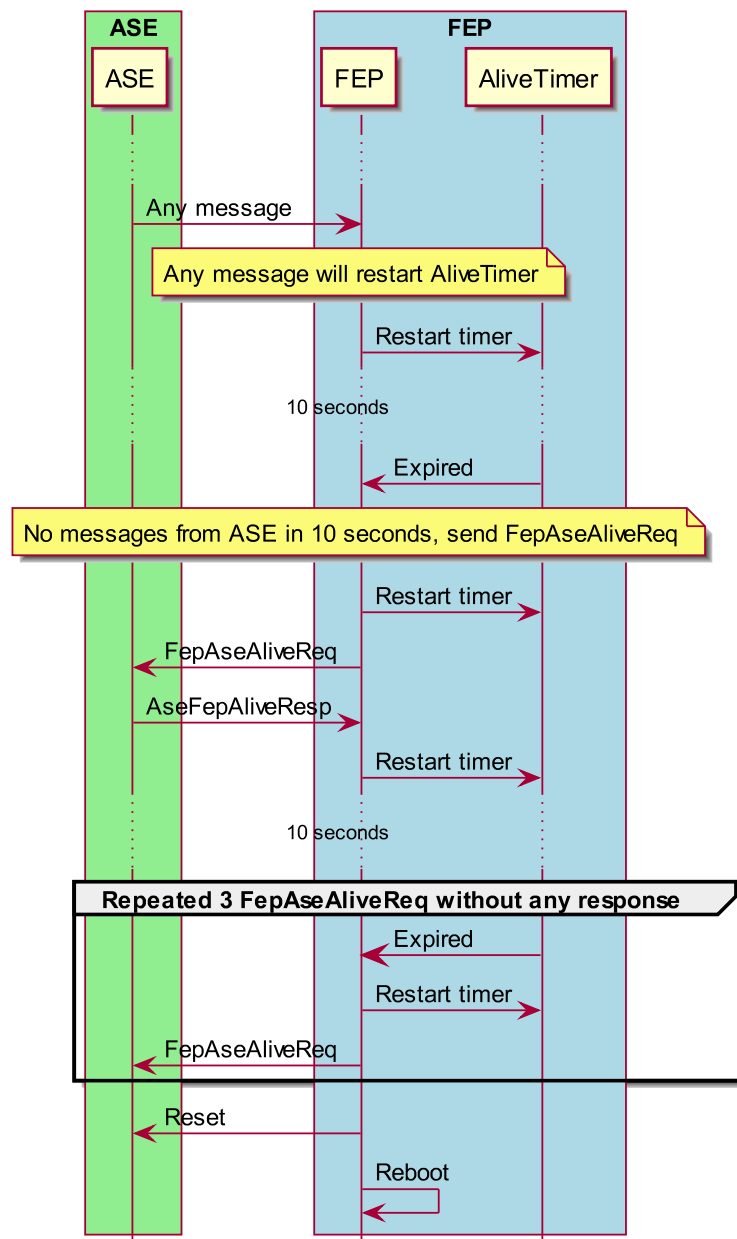 ASE
FEP
ASE
FEP
AliveTimer
Any message
Any message will restart AliveTimer
Restart timer
10 seconds
Expired
No messages from ASE in 10 seconds, send FepAseAliveReq
Restart timer
FepAseAliveReq
AseFepAliveResp
Restart timer
10 seconds
Repeated 3 FepAseAliveReq without any response
Expired
Restart timer
FepAseAliveReq
Reset
Reboot